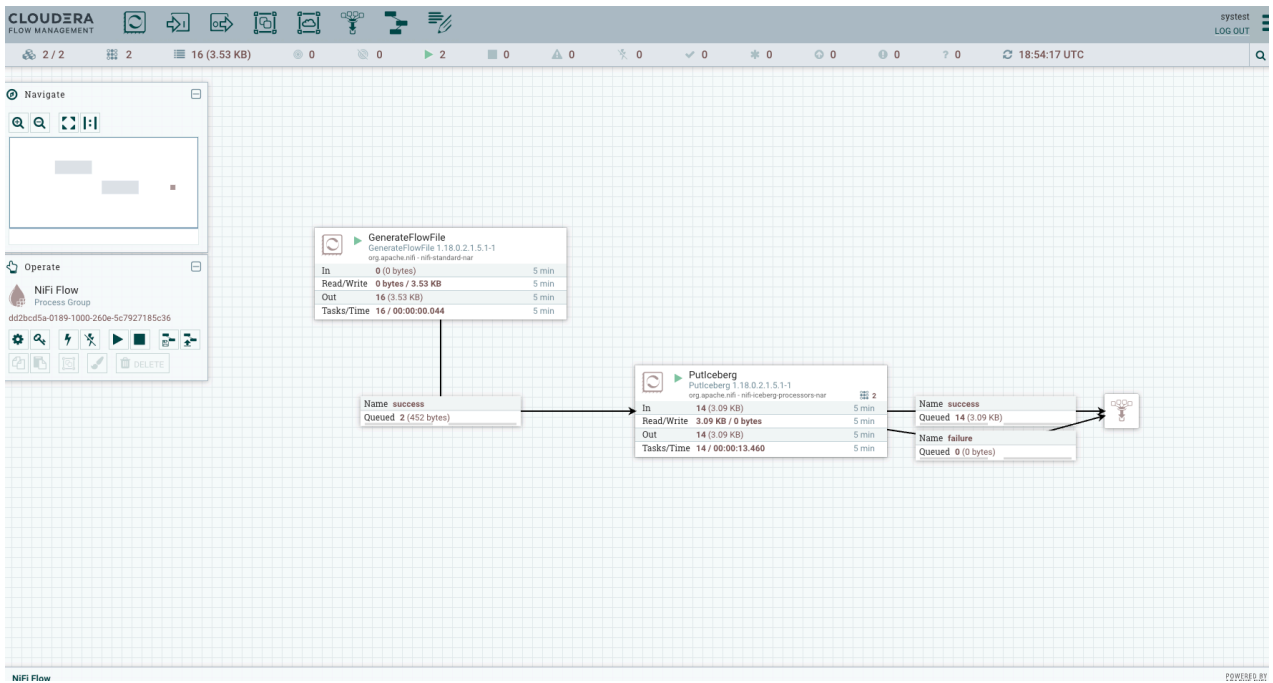 CLOUDERA
FLOW MANAGEMENT
systest
LOG OUT
2 / 2 2 16 (3.53 KB) 0 0 2 0 0 0 0 0 0 0 ? 0 18:54:17 UTC
Navigate
Operate
NiFi Flow
Process Group
dd2bcd5a-0189-1000-260e-5c7927185c36
DELETE
GenerateFlowFile
GenerateFlowFile 1.18.0.2.1.5.1-1
org.apache.nifi - nifi-standard-nar
In 0 (0 bytes) 5 min
Read/Write 0 bytes / 3.53 KB 5 min
Out 16 (3.53 KB) 5 min
Tasks/Time 16 / 00:00:00.044 5 min
Name success
Queued 2 (452 bytes)
PutIceberg
PutIceberg 1.18.0.2.1.5.1-1
org.apache.nifi - nifi-iceberg-processors-nar 2
In 14 (3.09 KB) 5 min
Read/Write 3.09 KB / 0 bytes 5 min
Out 14 (3.09 KB) 5 min
Tasks/Time 14 / 00:00:13.460 5 min
Name success
Queued 14 (3.09 KB)
Name failure
Queued 0 (0 bytes)
NiFi Flow
POWERED BY